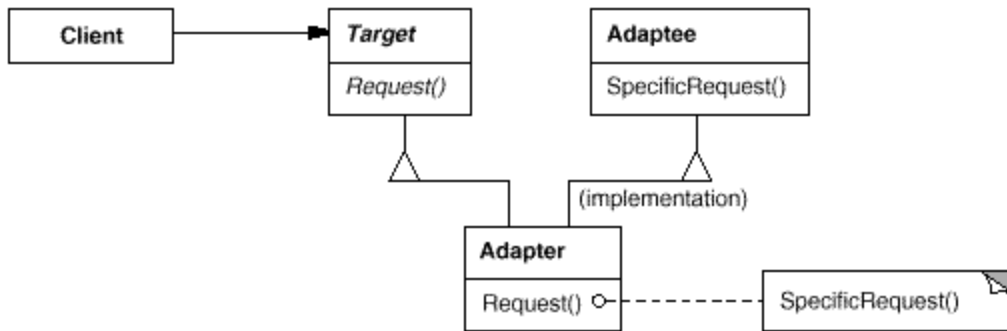 Client
Target
Request()
Adaptee
SpecificRequest()
(implementation)
Adapter
Request()
SpecificRequest()